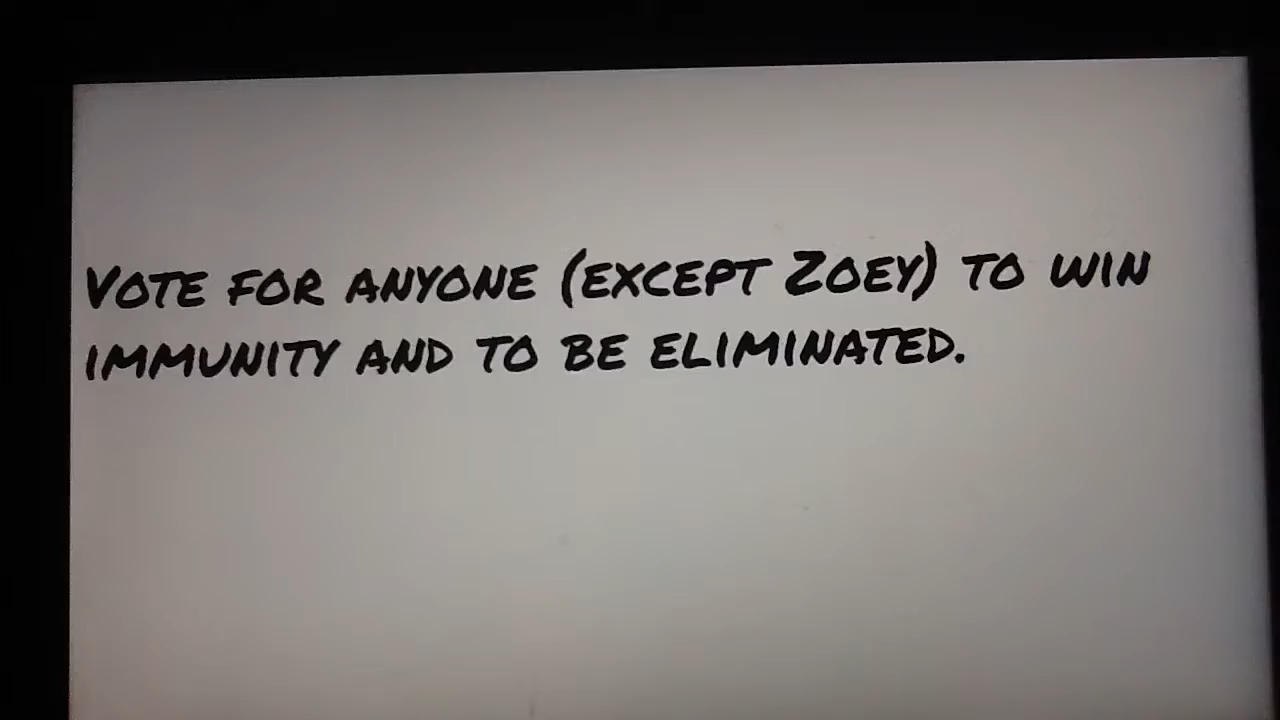 Vote for anyone (except Zoey) to win
immunity and to be eliminated.